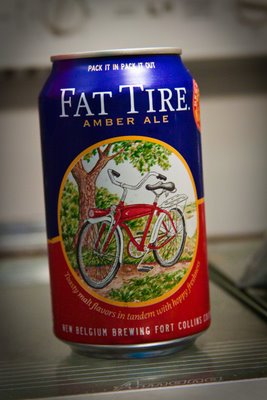 PACK IT IN PACK IT OUT
FAT TIRE.
AMBER ALE
Toasty malt flavors in tandem with hoppy freshness
NEW BELGIUM BREWING FORT COLLINS